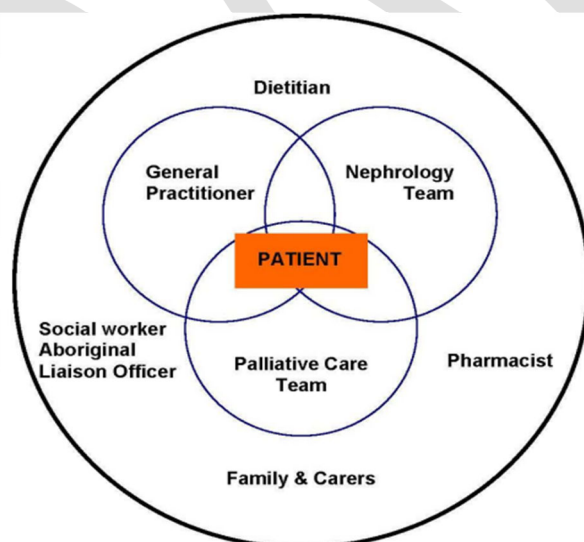 Dietitian
General
Practitioner
Nephrology
Team
PATIENT
Social worker
Aboriginal
Liaison Officer
Palliative Care
Team
Pharmacist
Family & Carers